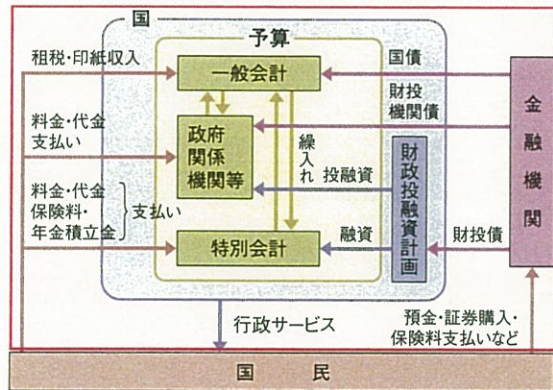 国
予算
租税・印紙収入
一般会計
国債
財投
機関債
料金・代金
支払い
政府
関係
機関等
繰入れ
投融資
財政投融資計画
金融機関
料金・代金
保険料・
年金積立金
支払い
特別会計
融資
財投債
行政サービス
預金・証券購入・
保険料支払いなど
国民